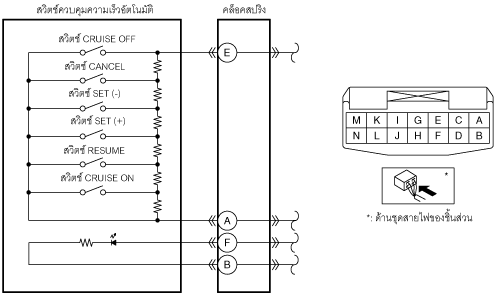 สวิตช์ควบคุมความเร็วอัตโนมัติ
คล็อคสปริง
สวิตช์ CRUISE OFF
E
สวิตช์ CANCEL
สวิตช์ SET (-)
สวิตช์ SET (+)
สวิตช์ RESUME
สวิตช์ CRUISE ON
A
F
B
M K I G E C A
N L J H F D B
*
*: ด้านชุดสายไฟของชิ้นส่วน